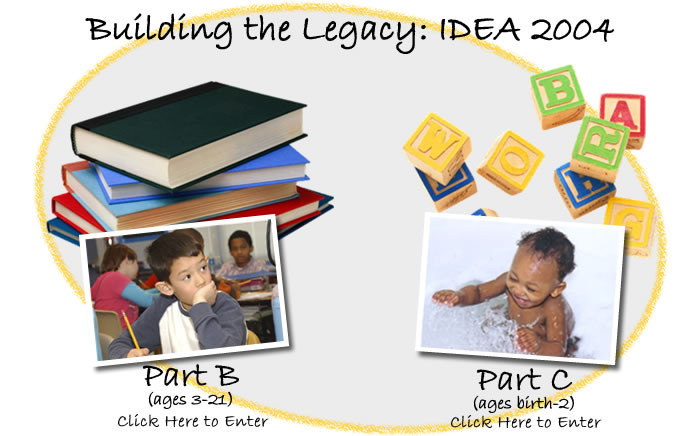 Building the Legacy: IDEA 2004
B
A
W
O
R
G
Part B
(ages 3-21)
Click Here to Enter
Part C
(ages birth-2)
Click Here to Enter